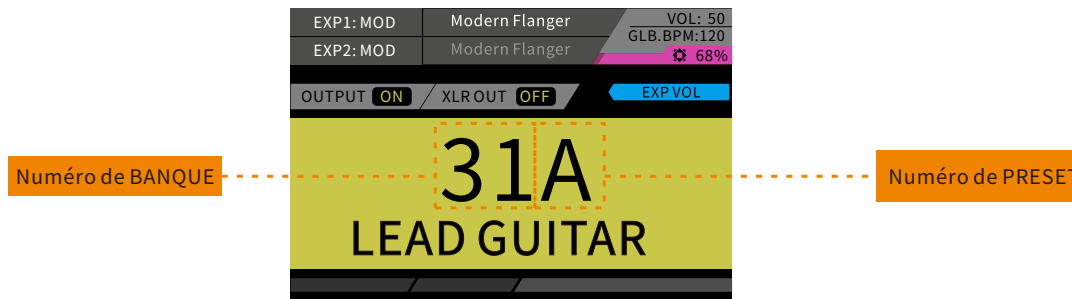 EXP1: MOD Modern Flanger VOL: 50
GLB.BPM:120
EXP2: MOD Modern Flanger
68%
OUTPUT ON XLR OUT OFF EXP VOL
Numéro de BANQUE 31A Numéro de PRESET
LEAD GUITAR